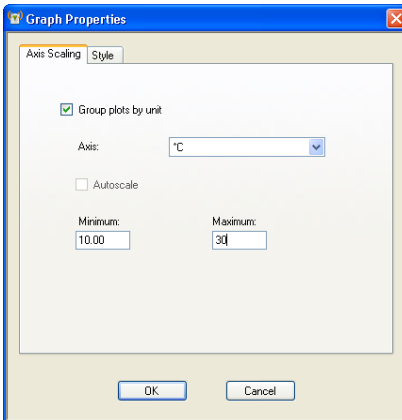 Graph Properties
Axis Scaling Style
Group plots by unit
Axis: °C
Autoscale
Minimum: Maximum:
10.00 30
OK Cancel